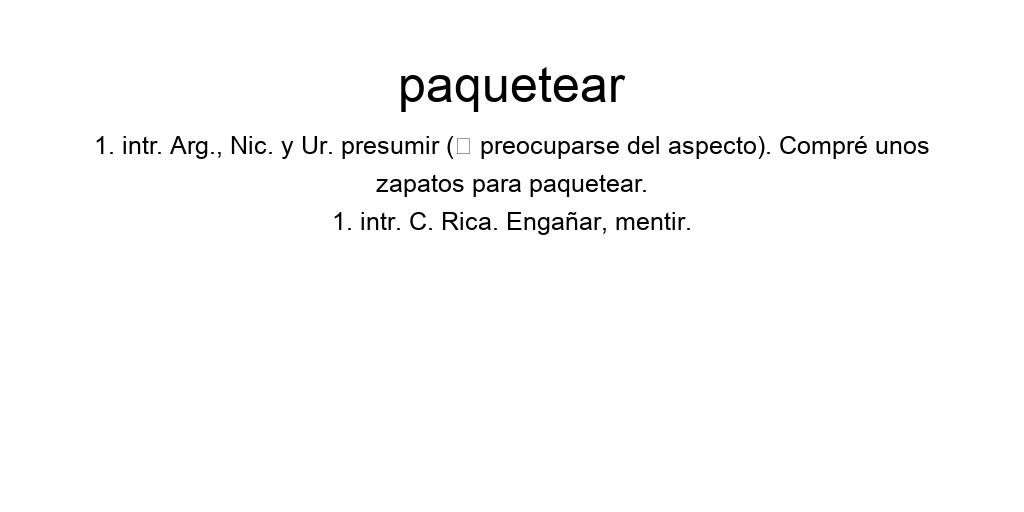 paquetear
1. intr. Arg., Nic. y Ur. presumir (▯ preocuparse del aspecto). Compré unos
zapatos para paquetear.
1. intr. C. Rica. Engañar, mentir.